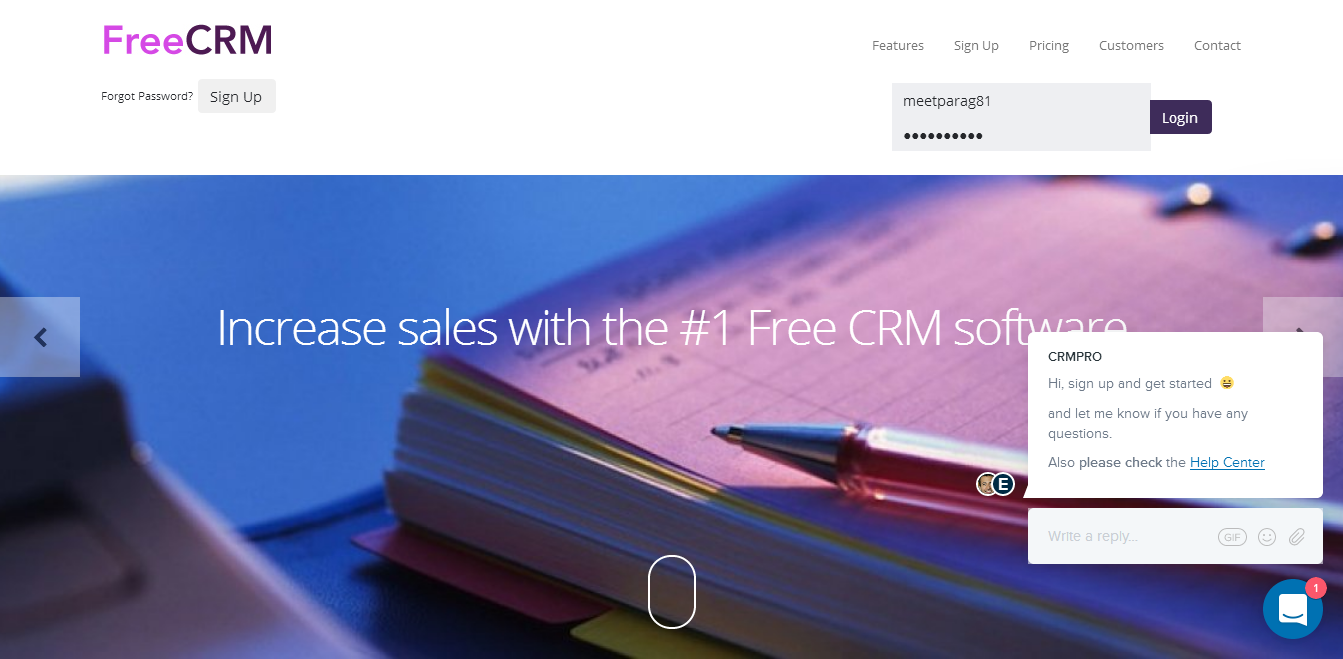 FreeCRM
Features Sign Up Pricing Customers Contact
Forgot Password? Sign Up
meetparag81
●●●●●●●●●●
Login
Increase sales with the #1 Free CRM software
CRMPRO
Hi, sign up and get started 😄
and let me know if you have any
questions.
Also please check the Help Center
E
Write a reply...
GIF
1